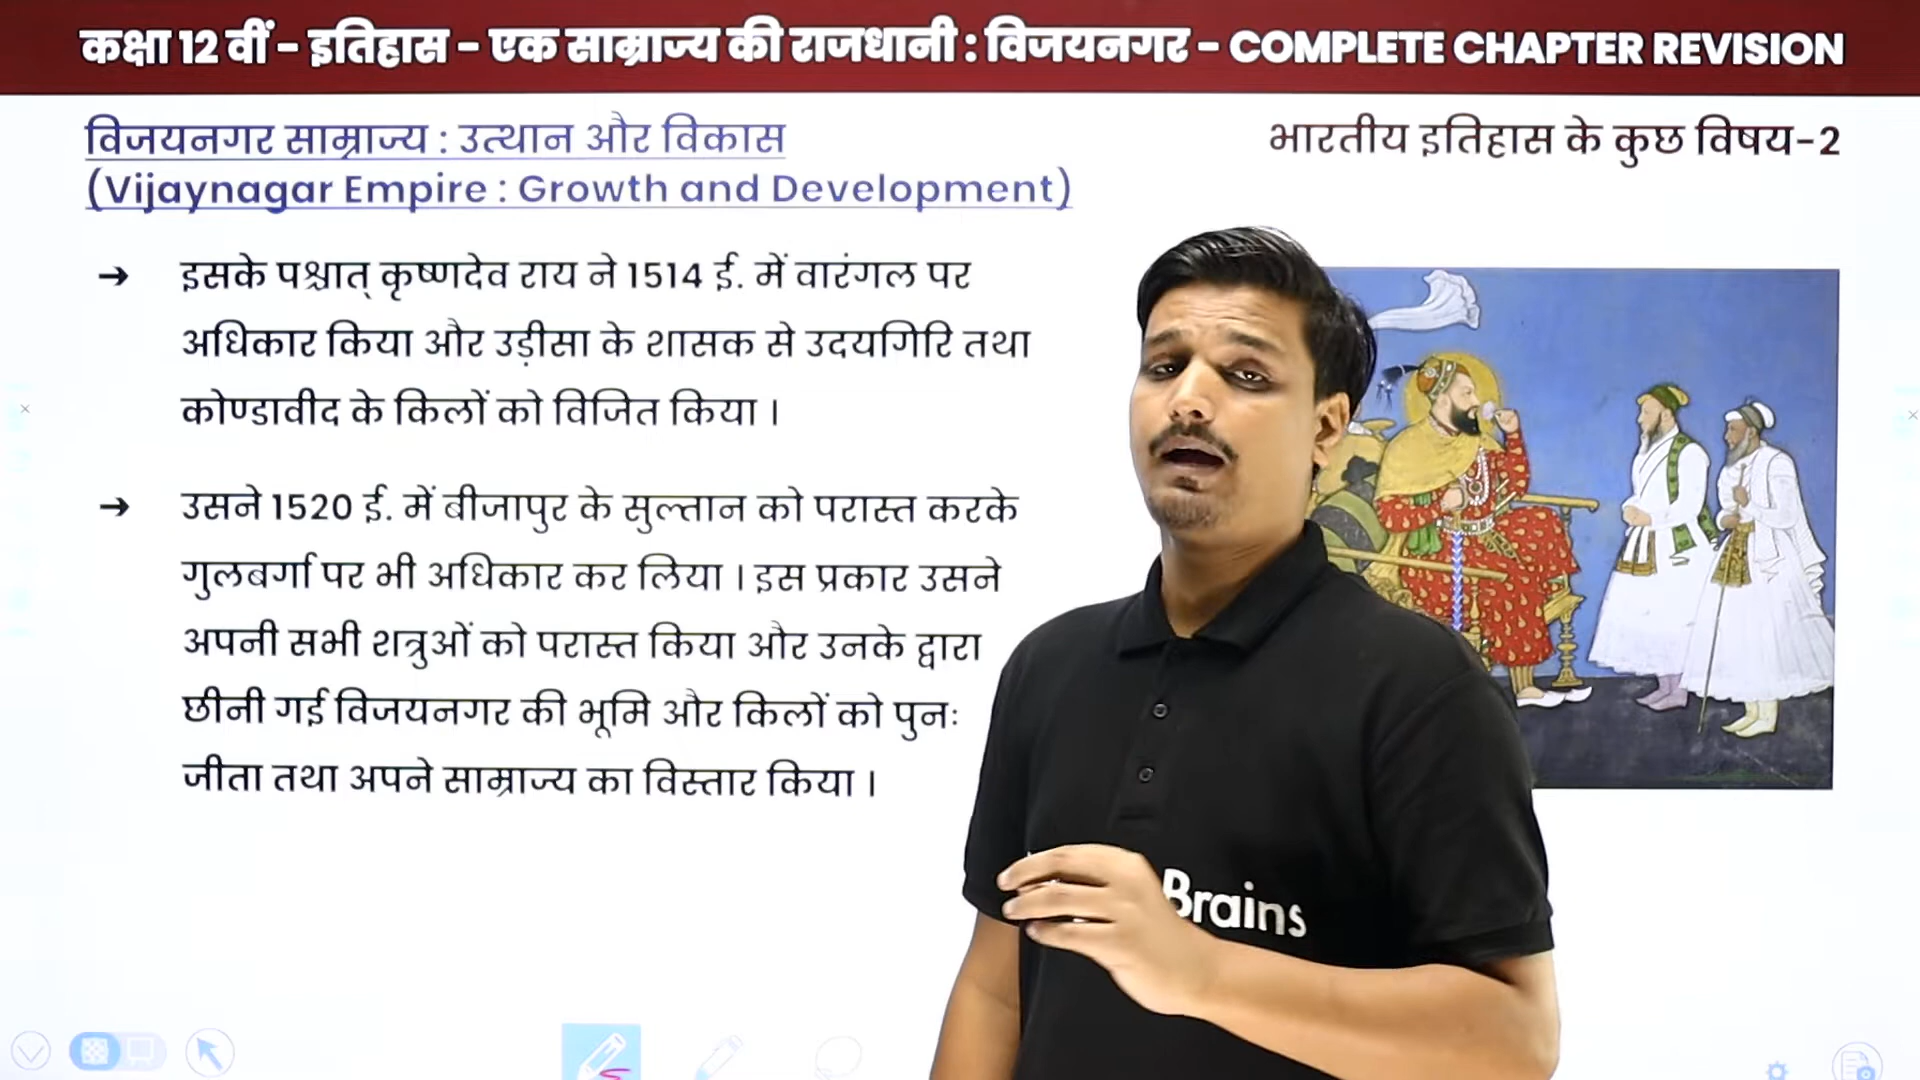 कक्षा 12 वीं - इतिहास - एक साम्राज्य की राजधानी : विजयनगर - COMPLETE CHAPTER REVISION
विजयनगर साम्राज्य : उत्थान और विकास
(Vijaynagar Empire : Growth and Development)
भारतीय इतिहास के कुछ विषय-2
→ इसके पश्चात् कृष्णदेव राय ने 1514 ई. में वारंगल पर
अधिकार किया और उड़ीसा के शासक से उदयगिरि तथा
कोण्डावीद के किलों को विजित किया ।
→ उसने 1520 ई. में बीजापुर के सुल्तान को परास्त करके
गुलबर्गा पर भी अधिकार कर लिया । इस प्रकार उसने
अपनी सभी शत्रुओं को परास्त किया और उनके द्वारा
छीनी गई विजयनगर की भूमि और किलों को पुनः
जीता तथा अपने साम्राज्य का विस्तार किया ।
Brains